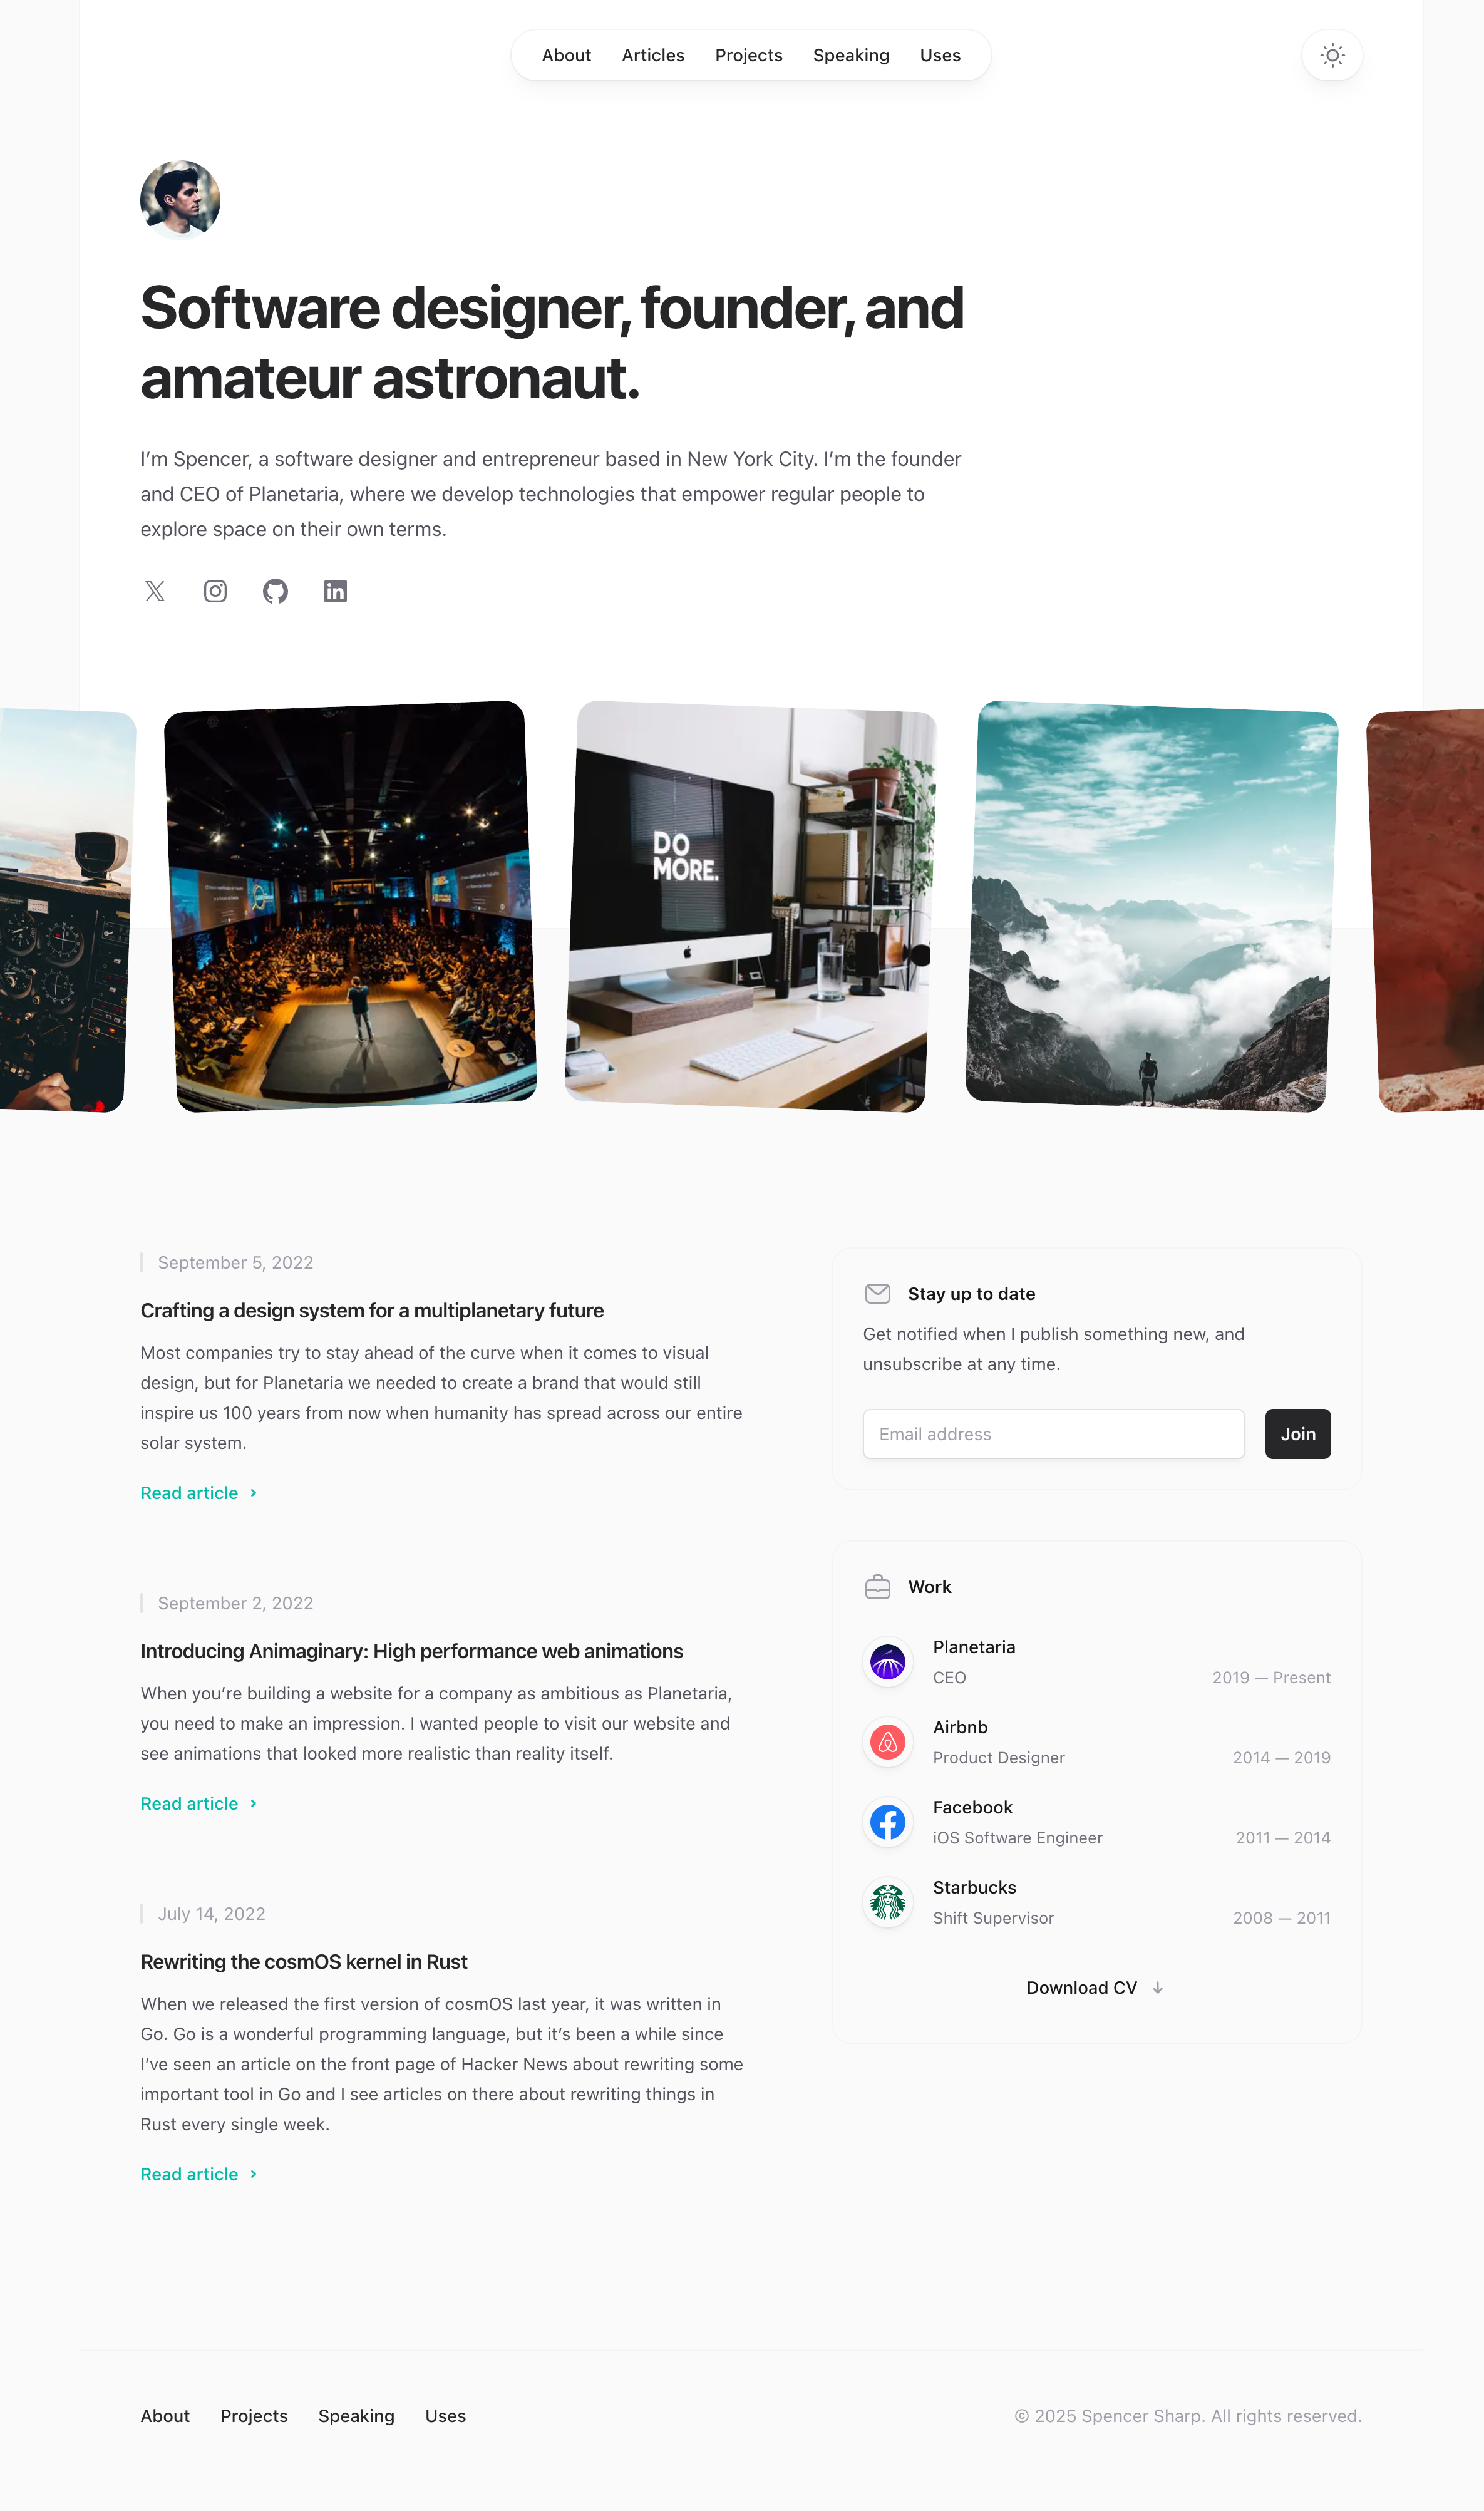 About Articles Projects Speaking Uses
Software designer, founder, and
amateur astronaut.
I’m Spencer, a software designer and entrepreneur based in New York City. I’m the founder
and CEO of Planetaria, where we develop technologies that empower regular people to
explore space on their own terms.
DO
MORE.
September 5, 2022
Crafting a design system for a multiplanetary future
Most companies try to stay ahead of the curve when it comes to visual
design, but for Planetaria we needed to create a brand that would still
inspire us 100 years from now when humanity has spread across our entire
solar system.
Read article
September 2, 2022
Introducing Animaginary: High performance web animations
When you’re building a website for a company as ambitious as Planetaria,
you need to make an impression. I wanted people to visit our website and
see animations that looked more realistic than reality itself.
Read article
July 14, 2022
Rewriting the cosmOS kernel in Rust
When we released the first version of cosmOS last year, it was written in
Go. Go is a wonderful programming language, but it’s been a while since
I’ve seen an article on the front page of Hacker News about rewriting some
important tool in Go and I see articles on there about rewriting things in
Rust every single week.
Read article
Stay up to date
Get notified when I publish something new, and
unsubscribe at any time.
Email address
Join
Work
Planetaria
CEO 2019 — Present
Airbnb
Product Designer 2014 — 2019
Facebook
iOS Software Engineer 2011 — 2014
Starbucks
Shift Supervisor 2008 — 2011
Download CV
About Projects Speaking Uses
© 2025 Spencer Sharp. All rights reserved.